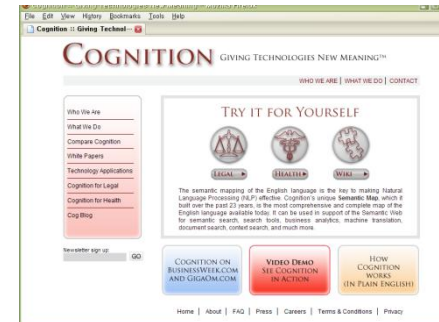 Cognition :: Giving Technologies New Meaning - Mozilla Firefox
File Edit View History Bookmarks Tools Help
Cognition :: Giving Technol...
COGNITION GIVING TECHNOLOGIES NEW MEANING™
WHO WE ARE | WHAT WE DO | CONTACT
Who We Are
What We Do
Compare Cognition
White Papers
Technology Applications
Cognition for Legal
Cognition for Health
Cog Blog
Newsletter sign up
GO
TRY IT FOR YOURSELF
LEGAL HEALTH WIKI
The semantic mapping of the English language is the key to making Natural
Language Processing (NLP) effective. Cognition's unique Semantic Map, which it
built over the past 23 years, is the most comprehensive and complete map of the
English language available today. It can be used in support of the Semantic Web
for semantic search, search tools, business analytics, machine translation,
document search, context search, and much more.
COGNITION ON
BUSINESSWEEK.COM
AND GIGAOM.COM
VIDEO DEMO
SEE COGNITION
IN ACTION
HOW
COGNITION
WORKS
(IN PLAIN ENGLISH)
Home | About | FAQ | Press | Careers | Terms & Conditions | Privacy